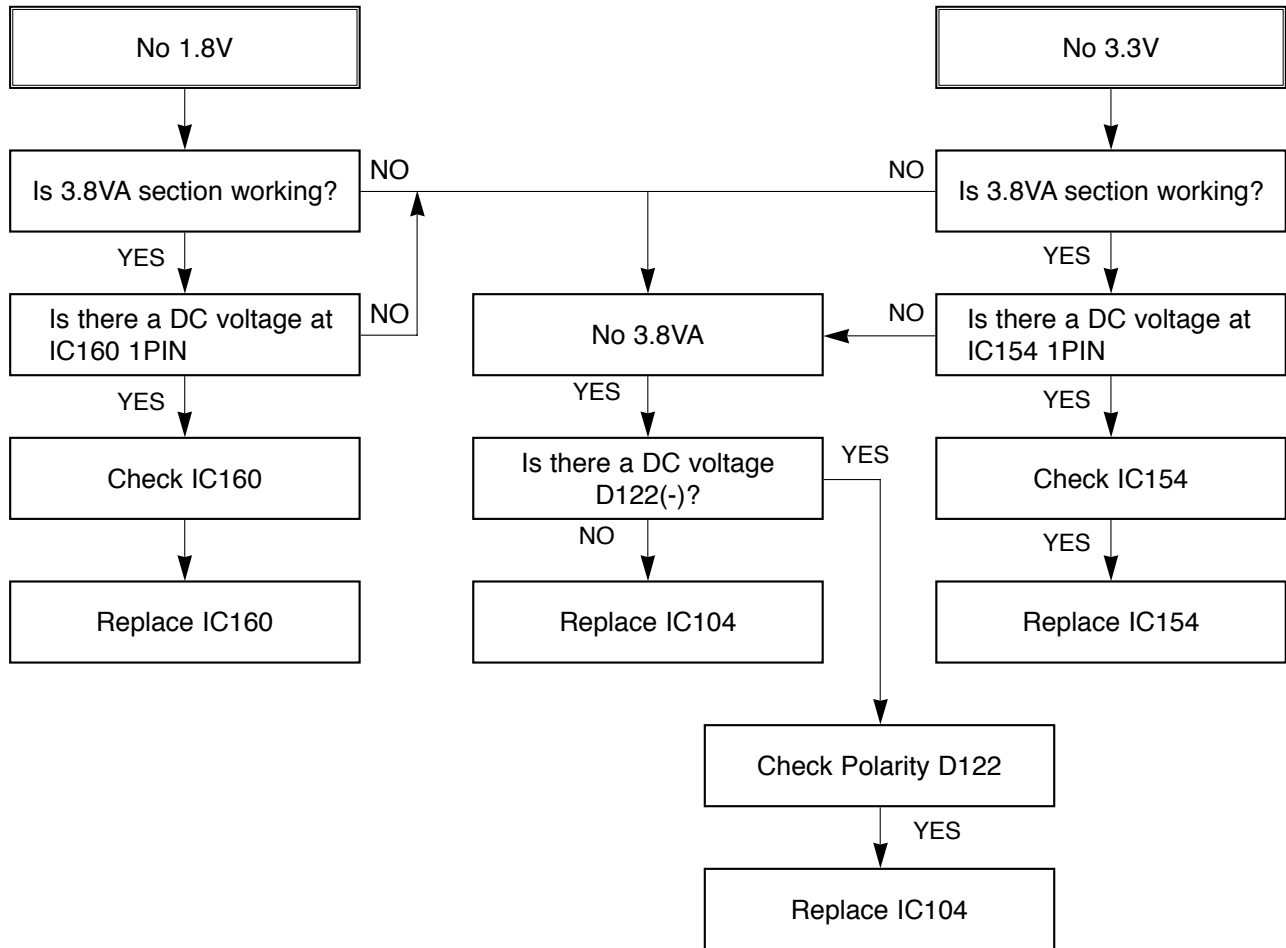 No 1.8V
No 3.3V
Is 3.8VA section working?
NO
NO
Is 3.8VA section working?
YES
YES
Is there a DC voltage at
IC160 1PIN
NO
No 3.8VA
NO
Is there a DC voltage at
IC154 1PIN
YES
YES
YES
Check IC160
Is there a DC voltage
D122(-)?
YES
Check IC154
NO
YES
Replace IC160
Replace IC104
Replace IC154
Check Polarity D122
YES
Replace IC104